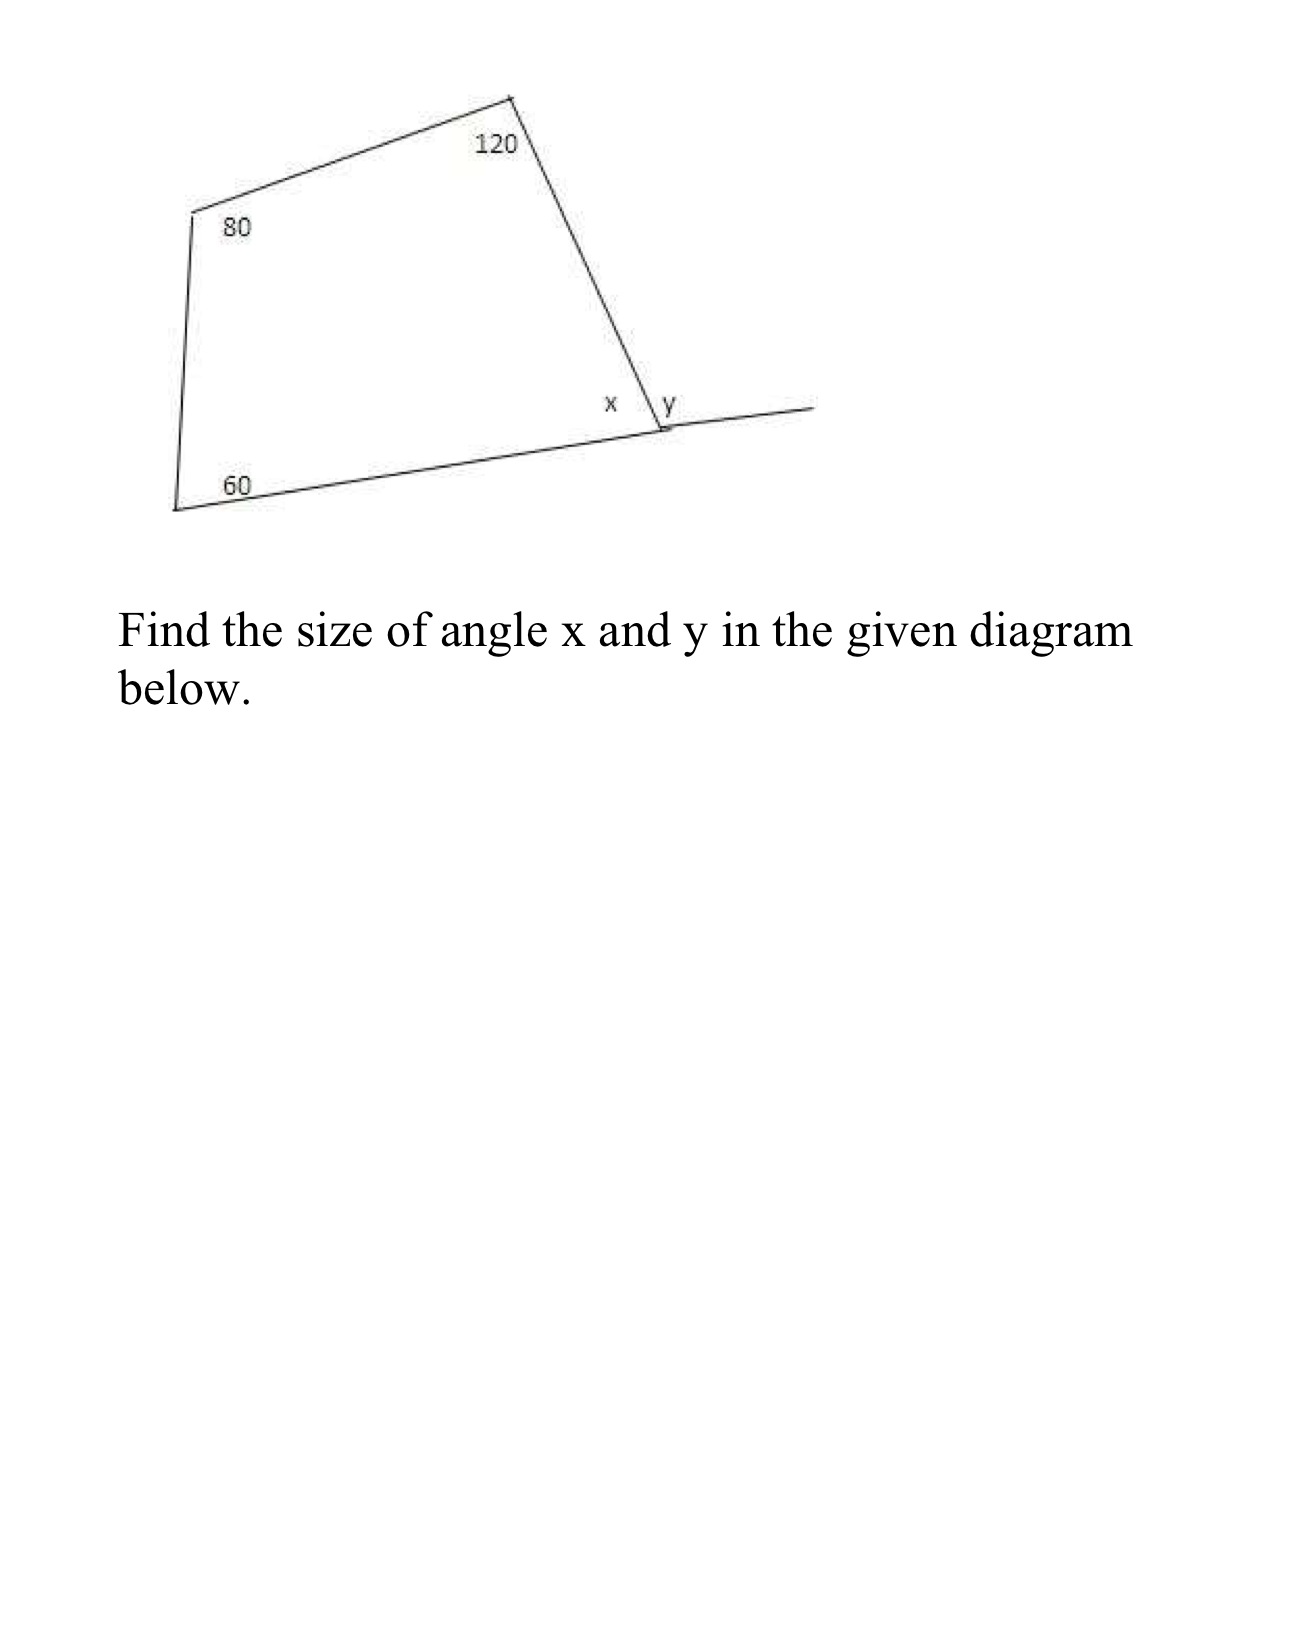 120
80
x y
60
Find the size of angle x and y in the given diagram
below.